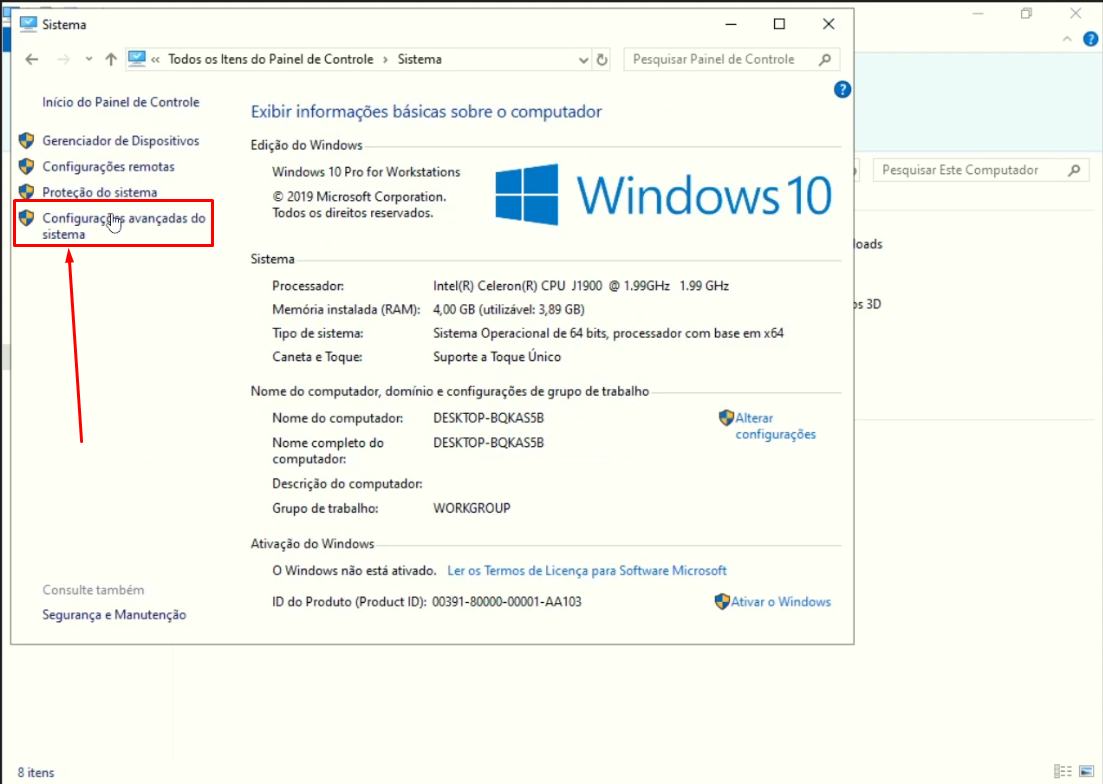 Sistema
« Todos os Itens do Painel de Controle › Sistema
Pesquisar Painel de Controle
Início do Painel de Controle
Gerenciador de Dispositivos
Configurações remotas
Proteção do sistema
Configurações avançadas do
sistema
Exibir informações básicas sobre o computador
Edição do Windows
Windows 10 Pro for Workstations
© 2019 Microsoft Corporation.
Todos os direitos reservados.
Windows 10
Sistema
Processador: Intel(R) Celeron(R) CPU J1900 @ 1.99GHz 1.99 GHz
Memória instalada (RAM): 4,00 GB (utilizável: 3,89 GB)
Tipo de sistema: Sistema Operacional de 64 bits, processador com base em x64
Caneta e Toque: Suporte a Toque Único
Nome do computador, domínio e configurações de grupo de trabalho
Nome do computador: DESKTOP-BQKAS5B
Alterar
configurações
Nome completo do
computador:
DESKTOP-BQKAS5B
Descrição do computador:
Grupo de trabalho: WORKGROUP
Ativação do Windows
O Windows não está ativado. Ler os Termos de Licença para Software Microsoft
ID do Produto (Product ID): 00391-80000-00001-AA103
Ativar o Windows
Consulte também
Segurança e Manutenção
Pesquisar Este Computador
loads
os 3D
8 itens